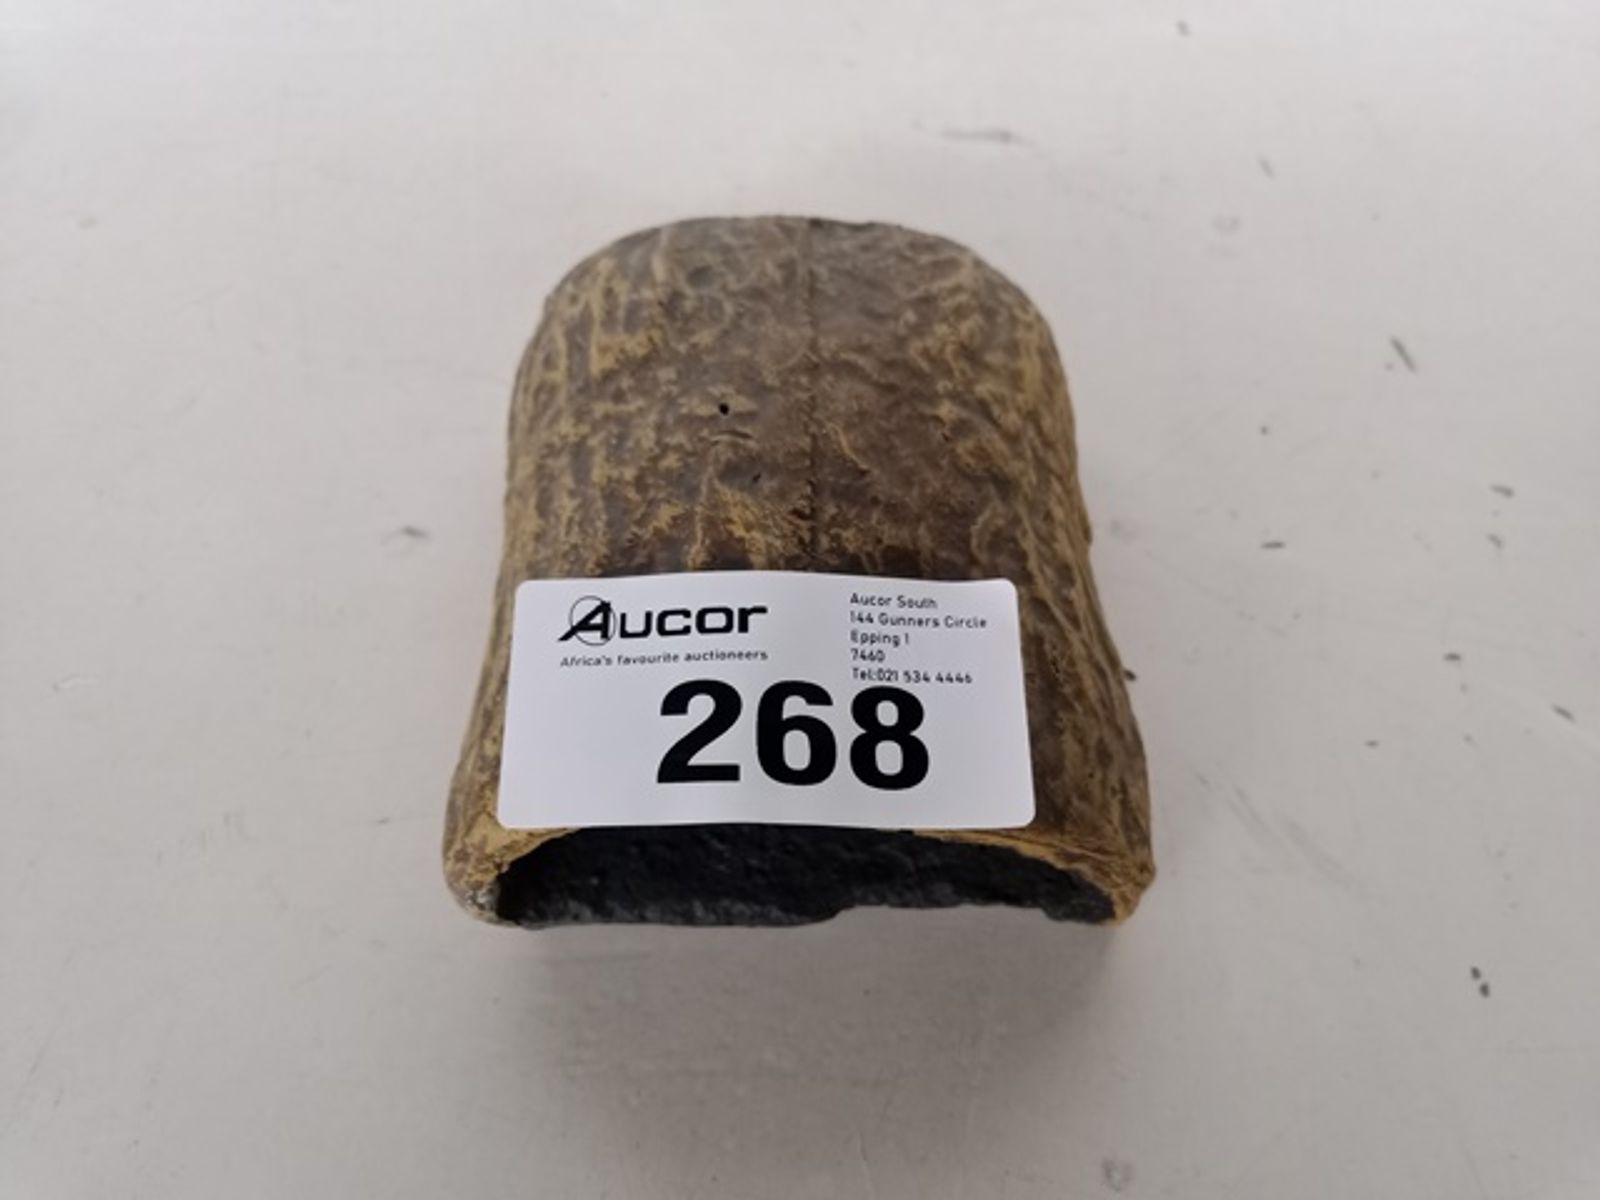 Aucor
Africa's favourite auctioneers
Aucor South
144 Gunners Circle
Epping 1
7460
Tel:021 534 4446
268